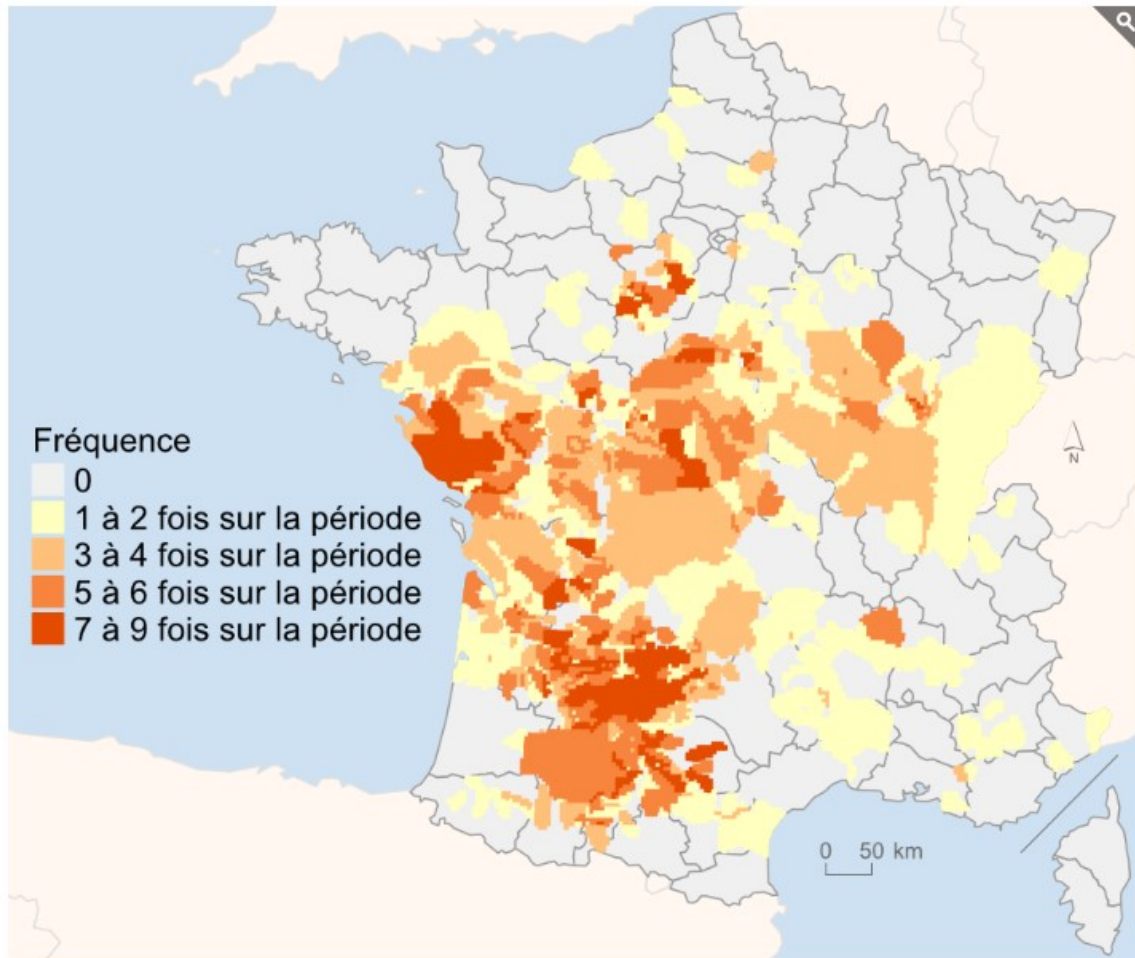 Fréquence
0
1 à 2 fois sur la période
3 à 4 fois sur la période
5 à 6 fois sur la période
7 à 9 fois sur la période
N
0 50 km